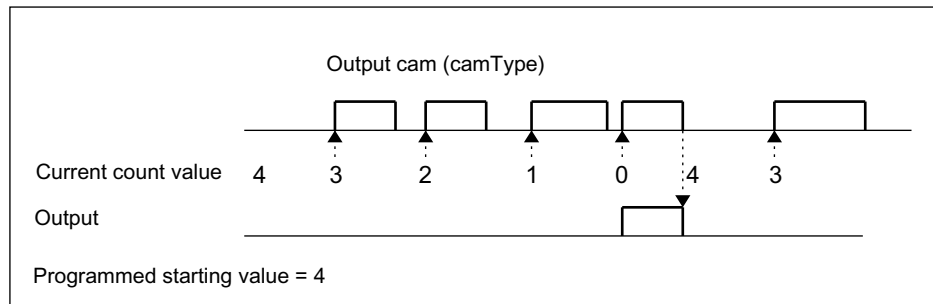 Output cam (camType)
Current count value 4 3 2 1 0 4 3
Output
Programmed starting value = 4